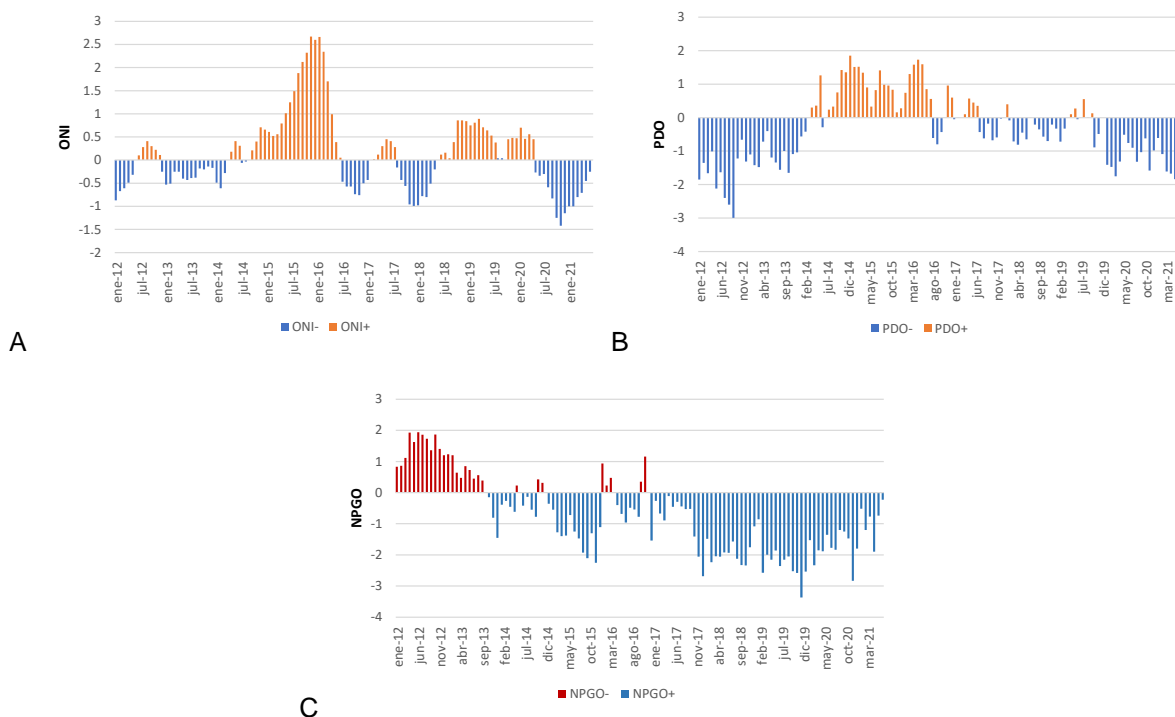 3
2.5
2
1.5
1
0.5
0
-0.5
-1
-1.5
-2
ONI
ene-12
jul-12
ene-13
jul-13
ene-14
jul-14
ene-15
jul-15
ene-16
jul-16
ene-17
jul-17
ene-18
jul-18
ene-19
jul-19
ene-20
jul-20
ene-21
ONI- ONI+
A
3
2
1
0
-1
-2
-3
-4
PDO
ene-12
jun-12
nov-12
abr-13
sep-13
feb-14
jul-14
dic-14
may-15
oct-15
mar-16
ago-16
ene-17
jun-17
nov-17
abr-18
sep-18
feb-19
jul-19
dic-19
may-20
oct-20
mar-21
PDO- PDO+
B
3
2
1
0
-1
-2
-3
-4
NPGO
ene-12
jun-12
nov-12
abr-13
sep-13
feb-14
jul-14
dic-14
may-15
oct-15
mar-16
ago-16
ene-17
jun-17
nov-17
abr-18
sep-18
feb-19
jul-19
dic-19
may-20
oct-20
mar-21
NPGO- NPGO+
C